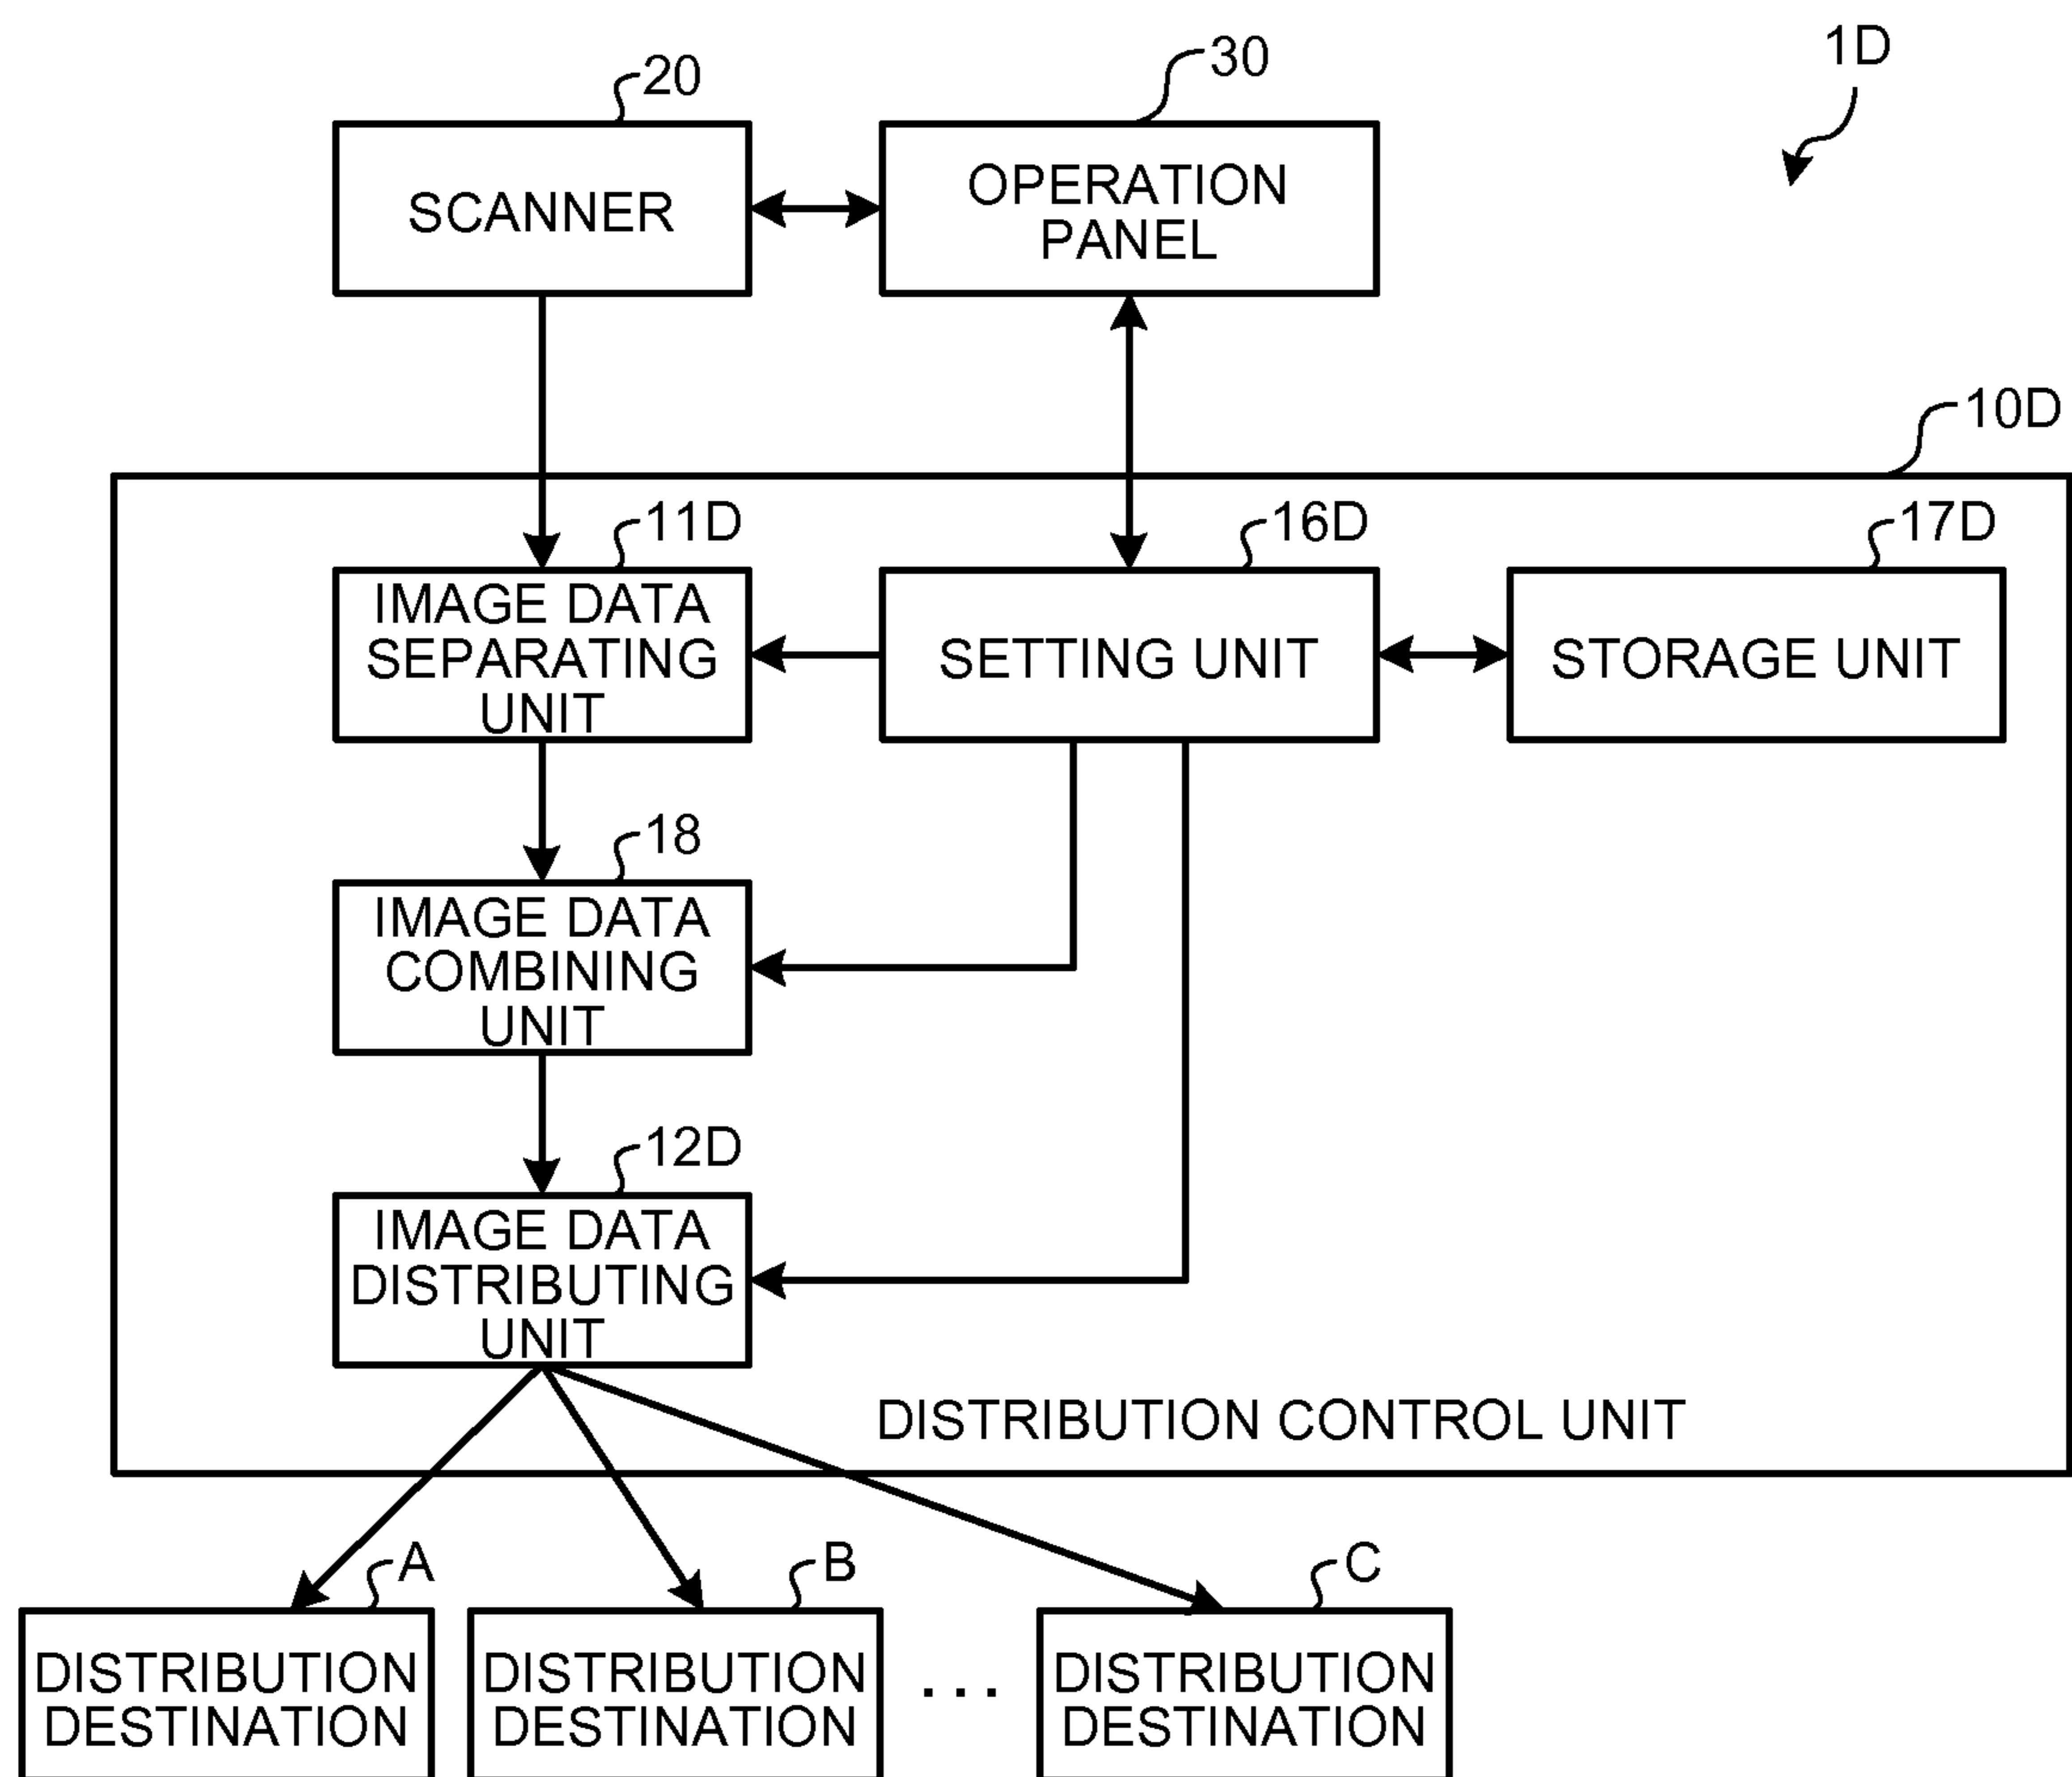 1D
20
30
SCANNER
OPERATION
PANEL
10D
11D
16D
17D
IMAGE DATA
SEPARATING
UNIT
SETTING UNIT
STORAGE UNIT
18
IMAGE DATA
COMBINING
UNIT
12D
IMAGE DATA
DISTRIBUTING
UNIT
DISTRIBUTION CONTROL UNIT
A
B
C
DISTRIBUTION
DESTINATION
DISTRIBUTION
DESTINATION
...
DISTRIBUTION
DESTINATION